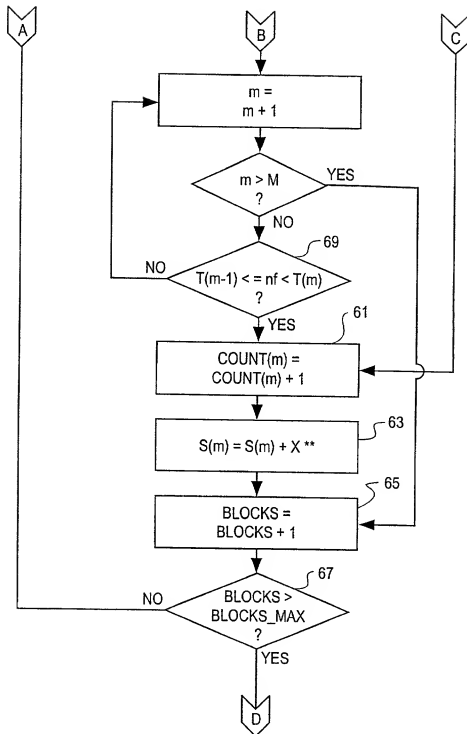 A
B
C
m =
m + 1
m > M
?
YES
NO
69
T(m-1) <= nf < T(m)
?
NO
YES
61
COUNT(m) =
COUNT(m) + 1
63
S(m) = S(m) + X **
65
BLOCKS =
BLOCKS + 1
67
BLOCKS >
BLOCKS_MAX
?
NO
YES
D